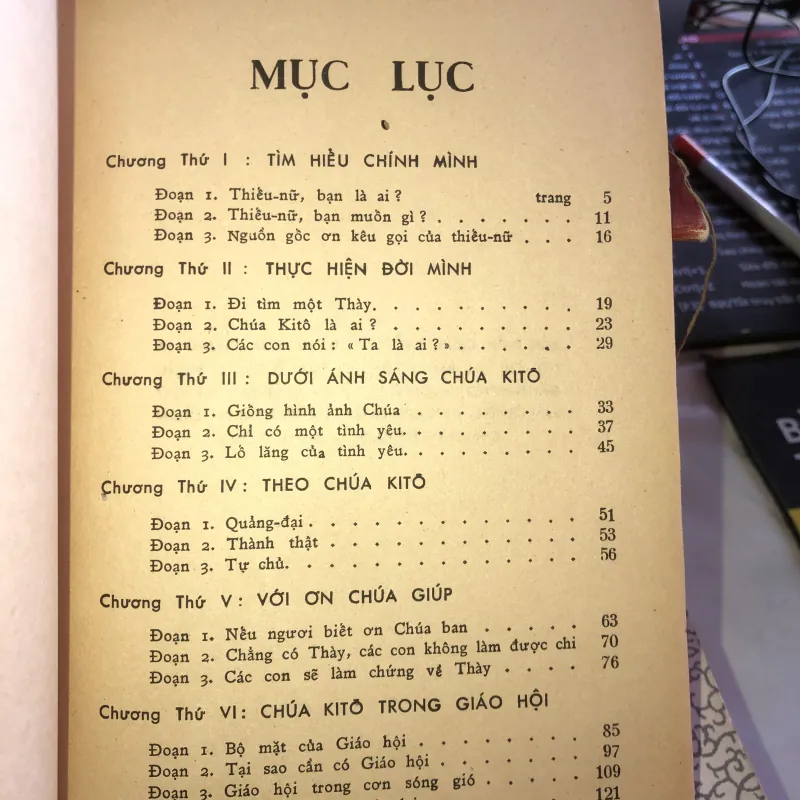 MỤC LỤC
Chương Thứ I : TÌM HIỂU CHÍNH MÌNH
Đoạn 1. Thiếu-nữ, bạn là ai ? trang 5
Đoạn 2. Thiếu-nữ, bạn muốn gì ? . . . . . . . 11
Đoạn 3. Nguồn gốc ơn kêu gọi của thiếu-nữ . . . 16
Chương Thứ II : THỰC HIỆN ĐỜI MÌNH
Đoạn 1. Đi tìm một Thày. . . . . . . . . . 19
Đoạn 2. Chúa Kitô là ai ? . . . . . . . . . 23
Đoạn 3. Các con nói : « Ta là ai ? » . . . . . . 29
Chương Thứ III : DƯỚI ÁNH SÁNG CHÚA KITÔ
Đoạn 1. Giống hình ảnh Chúa . . . . . . . . 33
Đoạn 2. Chỉ có một tình yêu. . . . . . . . . 37
Đoạn 3. Lố lăng của tình yêu. . . . . . . . . 45
Chương Thứ IV : THEO CHÚA KITÔ
Đoạn 1. Quảng-đại . . . . . . . . . . . . 51
Đoạn 2. Thành thật . . . . . . . . . . . . 53
Đoạn 3. Tự chủ. . . . . . . . . . . . . 56
Chương Thứ V : VỚI ƠN CHÚA GIÚP
Đoạn 1. Nếu ngươi biết ơn Chúa ban . . . . . 63
Đoạn 2. Chẳng có Thày, các con không làm được chi 70
Đoạn 3. Các con sẽ làm chứng về Thày . . . . 76
Chương Thứ VI : CHÚA KITÔ TRONG GIÁO HỘI
Đoạn 1. Bộ mặt của Giáo hội . . . . . . . . 85
Đoạn 2. Tại sao cần có Giáo hội . . . . . . . 97
Đoạn 3. Giáo hội trong cơn sóng gió . . . . . 109
121